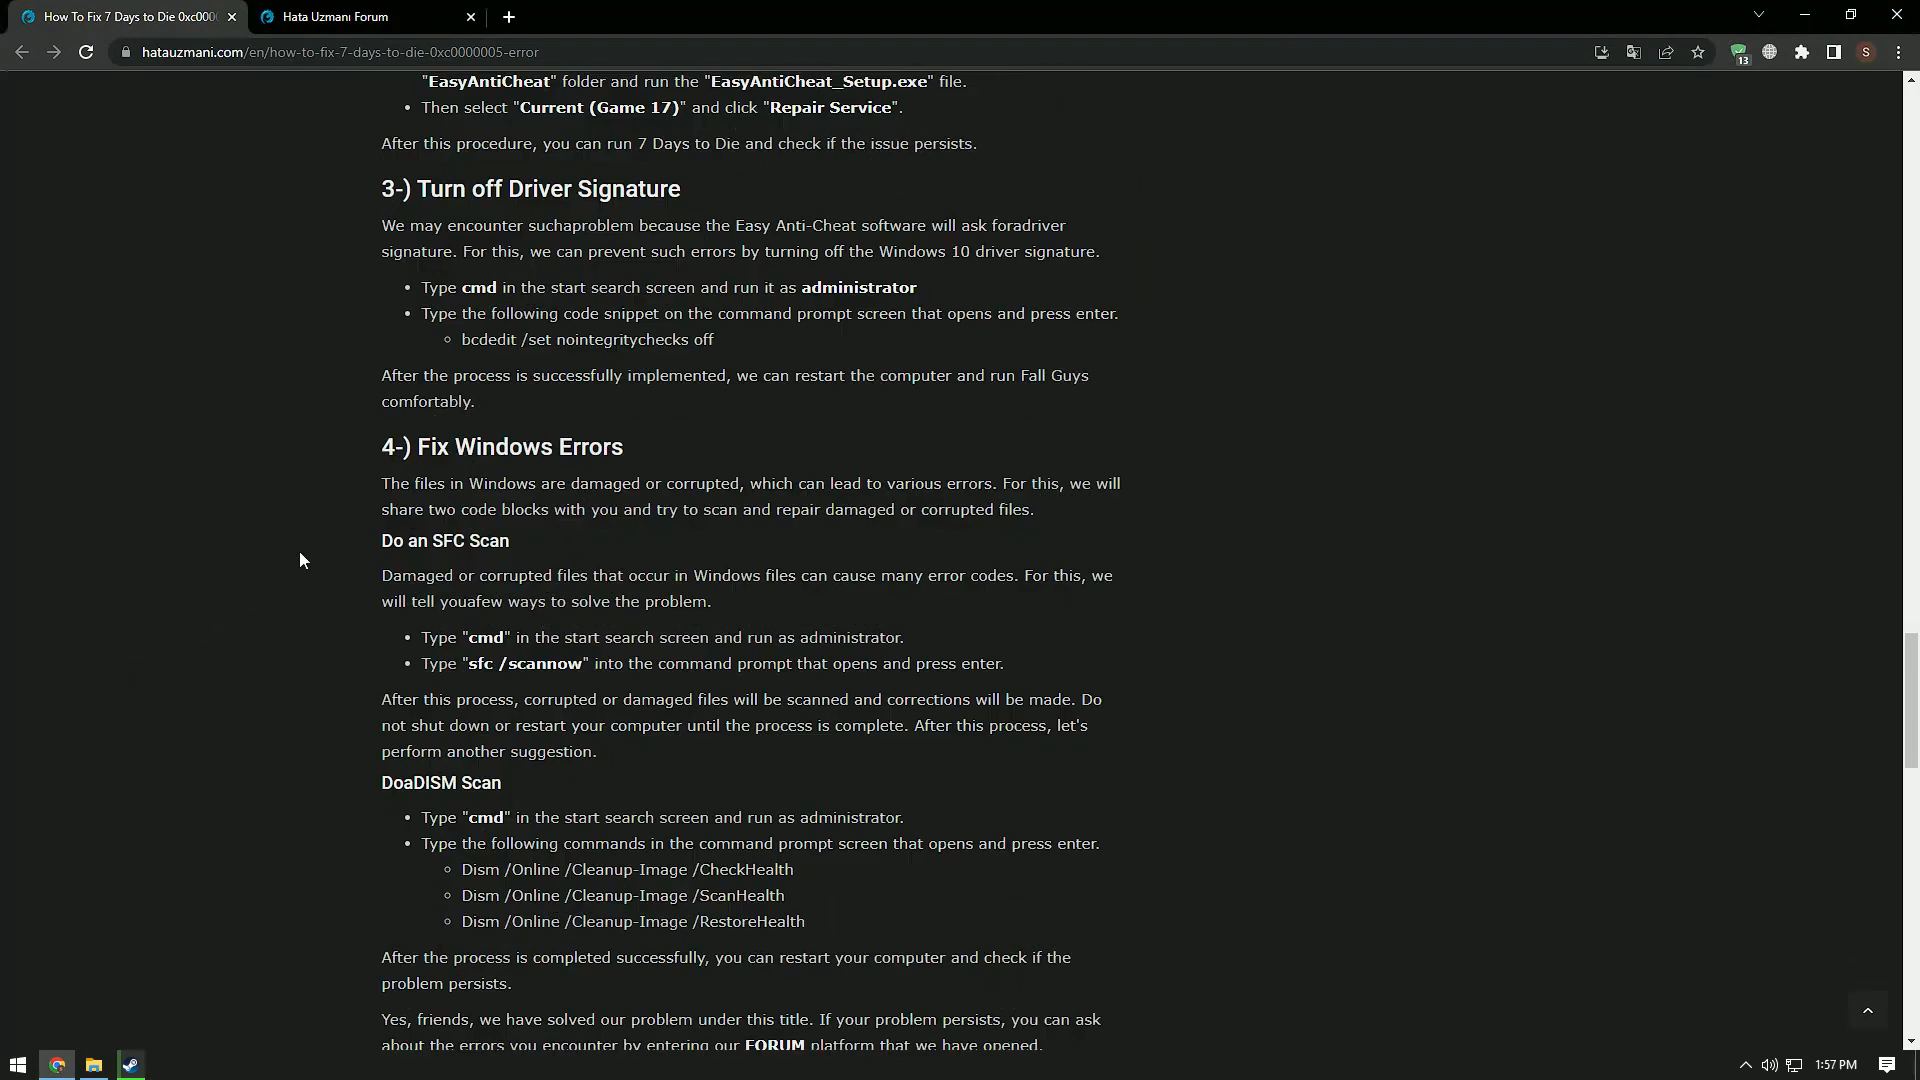 How To Fix 7 Days to Die 0xc000
Hata Uzmanı Forum
hatauzmani.com/en/how-to-fix-7-days-to-die-0xc0000005-error
13
S
"EasyAntiCheat" folder and run the "EasyAntiCheat_Setup.exe" file.
• Then select "Current (Game 17)" and click "Repair Service".
After this procedure, you can run 7 Days to Die and check if the issue persists.
3-) Turn off Driver Signature
We may encounter suchaproblem because the Easy Anti-Cheat software will ask foradriver
signature. For this, we can prevent such errors by turning off the Windows 10 driver signature.
• Type cmd in the start search screen and run it as administrator
• Type the following code snippet on the command prompt screen that opens and press enter.
◦ bcdedit /set nointegritychecks off
After the process is successfully implemented, we can restart the computer and run Fall Guys
comfortably.
4-) Fix Windows Errors
The files in Windows are damaged or corrupted, which can lead to various errors. For this, we will
share two code blocks with you and try to scan and repair damaged or corrupted files.
Do an SFC Scan
Damaged or corrupted files that occur in Windows files can cause many error codes. For this, we
will tell youafew ways to solve the problem.
• Type "cmd" in the start search screen and run as administrator.
• Type "sfc /scannow" into the command prompt that opens and press enter.
After this process, corrupted or damaged files will be scanned and corrections will be made. Do
not shut down or restart your computer until the process is complete. After this process, let's
perform another suggestion.
DoaDISM Scan
• Type "cmd" in the start search screen and run as administrator.
• Type the following commands in the command prompt screen that opens and press enter.
◦ Dism /Online /Cleanup-Image /CheckHealth
◦ Dism /Online /Cleanup-Image /ScanHealth
◦ Dism /Online /Cleanup-Image /RestoreHealth
After the process is completed successfully, you can restart your computer and check if the
problem persists.
Yes, friends, we have solved our problem under this title. If your problem persists, you can ask
about the errors you encounter by entering our FORUM platform that we have opened.
1:57 PM